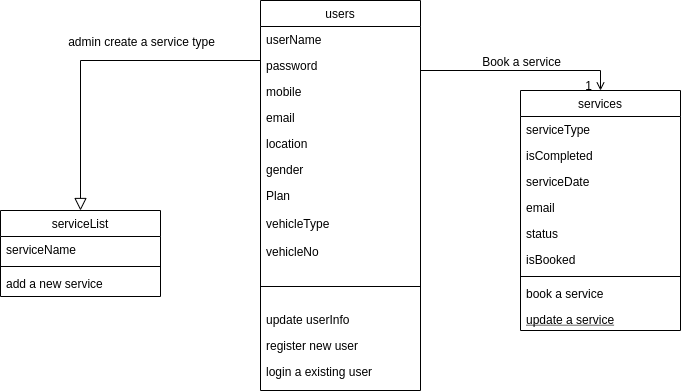 users
admin create a service type
userName
password
mobile
email
location
gender
Plan
vehicleType
vehicleNo
update userInfo
register new user
login a existing user
Book a service
1
services
serviceType
isCompleted
serviceDate
email
status
isBooked
book a service
update a service
serviceList
serviceName
add a new service